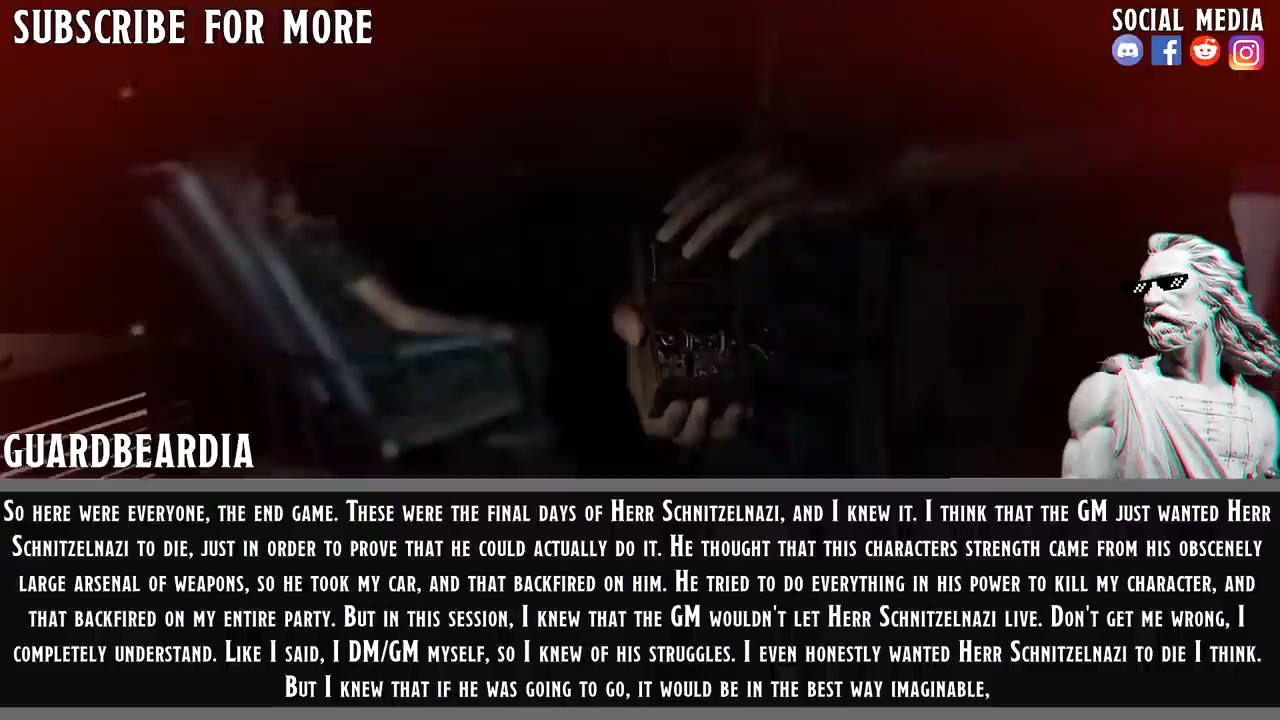 SUBSCRIBE FOR MORE
SOCIAL MEDIA
GUARDBEARDIA
So here were everyone, the end game. These were the final days of Herr Schnitzelnazi, and I knew it. I think that the GM just wanted Herr
Schnitzelnazi to die, just in order to prove that he could actually do it. He thought that this characters strength came from his obscenely
large arsenal of weapons, so he took my car, and that backfired on him. He tried to do everything in his power to kill my character, and
that backfired on my entire party. But in this session, I knew that the GM wouldn't let Herr Schnitzelnazi live. Don't get me wrong, I
completely understand. Like I said, I DM/GM myself, so I knew of his struggles. I even honestly wanted Herr Schnitzelnazi to die I think.
But I knew that if he was going to go, it would be in the best way imaginable,